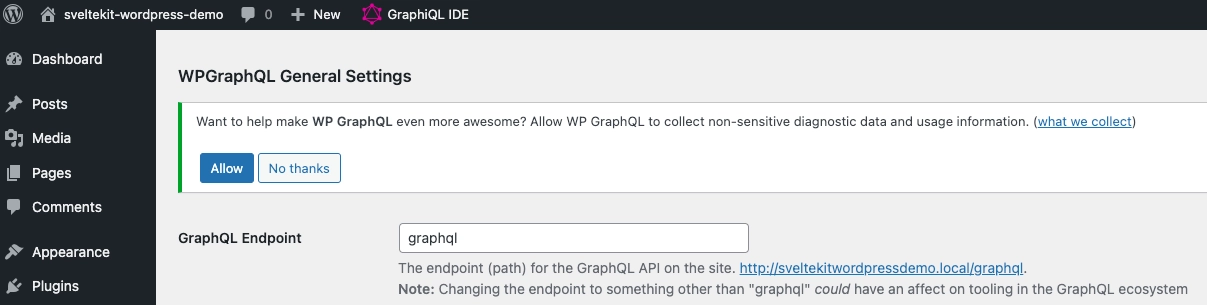 sveltekit-wordpress-demo 0 New GraphiQL IDE
Dashboard
Posts
Media
Pages
Comments
Appearance
Plugins
WPGraphQL General Settings
Want to help make WP GraphQL even more awesome? Allow WP GraphQL to collect non-sensitive diagnostic data and usage information. (what we collect)
Allow No thanks
GraphQL Endpoint graphql
The endpoint (path) for the GraphQL API on the site. http://sveltekitwordpressdemo.local/graphql.
Note: Changing the endpoint to something other than "graphql" could have an affect on tooling in the GraphQL ecosystem